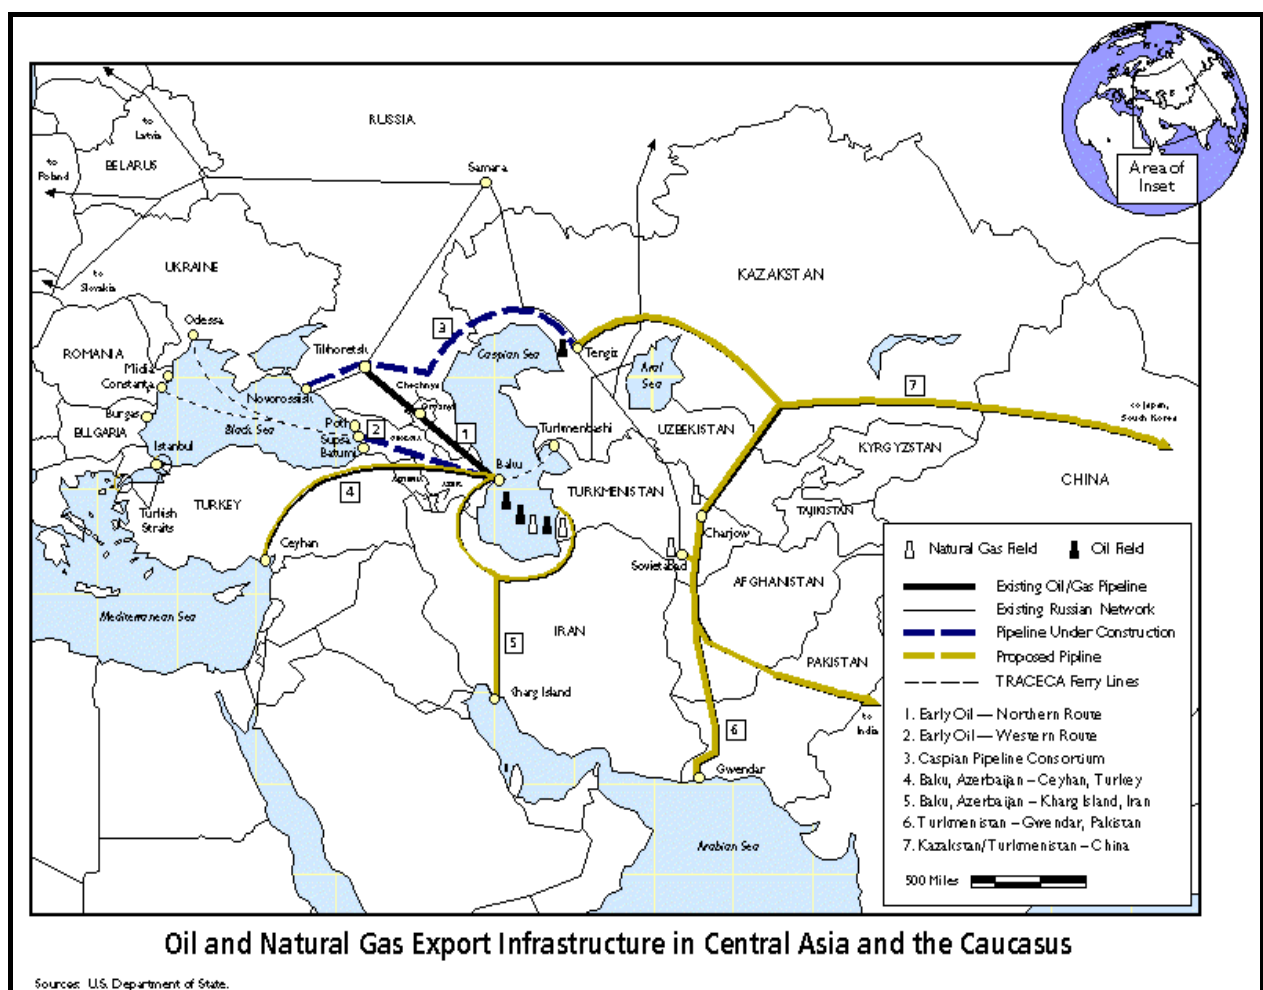 Area of
Inset
RUSSIA
to
Latvia
BELARUS
to
Poland
Samara
UKRAINE
to
Slovakia
KAZAKSTAN
Odessa
ROMANIA
Midia
Constanta
Tikhoretsk
3
Caspian Sea
Tengiz
Aral
Sea
7
to Japan,
South Korea
Novorossiisk
Chechnya
Grozny
Burgas
BULGARIA
Black Sea
Poti
Supsa
Batumi
2
1
Turkmenbashi
UZBEKISTAN
KYRGYZSTAN
Istanbul
Baku
CHINA
TURKEY
4
TURKMENISTAN
TAJIKISTAN
Turkish
Straits
Ceyhan
Charjow
Sovietabad
AFGHANISTAN
Mediterranean Sea
5
IRAN
PAKISTAN
Kharg Island
to
India
6
Gwendar
Arabian Sea
Natural Gas Field
Oil Field
Existing Oil/Gas Pipeline
Existing Russian Network
Pipeline Under Construction
Proposed Pipline
TRACECA Ferry Lines
1. Early Oil — Northern Route
2. Early Oil — Western Route
3. Caspian Pipeline Consortium
4. Baku, Azerbaijan – Ceyhan, Turkey
5. Baku, Azerbaijan – Kharg Island, Iran
6. Turkmenistan – Gwendar, Pakistan
7. Kazakstan/Turkmenistan – China
500 Miles
Oil and Natural Gas Export Infrastructure in Central Asia and the Caucasus
Sources: U.S. Department of State.